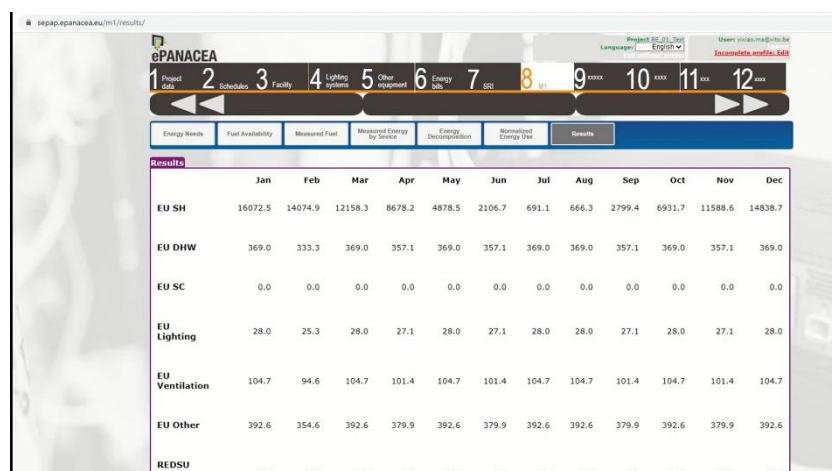 sepap.epanacea.eu/m1/results/
ePANACEA
Project BE_01_Test
Language: English
User: yixiao.ma@vito.be
Incomplete profile: Edit
1 Project data 2 Schedules 3 Facility 4 Lighting systems 5 Other equipment 6 Energy bills 7 SRI 8 M1 9 xxxxx 10 xxxx 11 xxx 12 xxxx
Energy Needs Fuel Availability Measured Fuel Measured Energy by Sevice Energy Decomposition Normalized Energy Use Results
Results
Jan Feb Mar Apr May Jun Jul Aug Sep Oct Nov Dec
EU SH 16072.5 14074.9 12158.3 8678.2 4878.5 2106.7 691.1 666.3 2799.4 6931.7 11588.6 14838.7
EU DHW 369.0 333.3 369.0 357.1 369.0 357.1 369.0 369.0 357.1 369.0 357.1 369.0
EU SC 0.0 0.0 0.0 0.0 0.0 0.0 0.0 0.0 0.0 0.0 0.0 0.0
EU Lighting 28.0 25.3 28.0 27.1 28.0 27.1 28.0 28.0 27.1 28.0 27.1 28.0
EU Ventilation 104.7 94.6 104.7 101.4 104.7 101.4 104.7 104.7 101.4 104.7 101.4 104.7
EU Other 392.6 354.6 392.6 379.9 392.6 379.9 392.6 392.6 379.9 392.6 379.9 392.6
REDSU